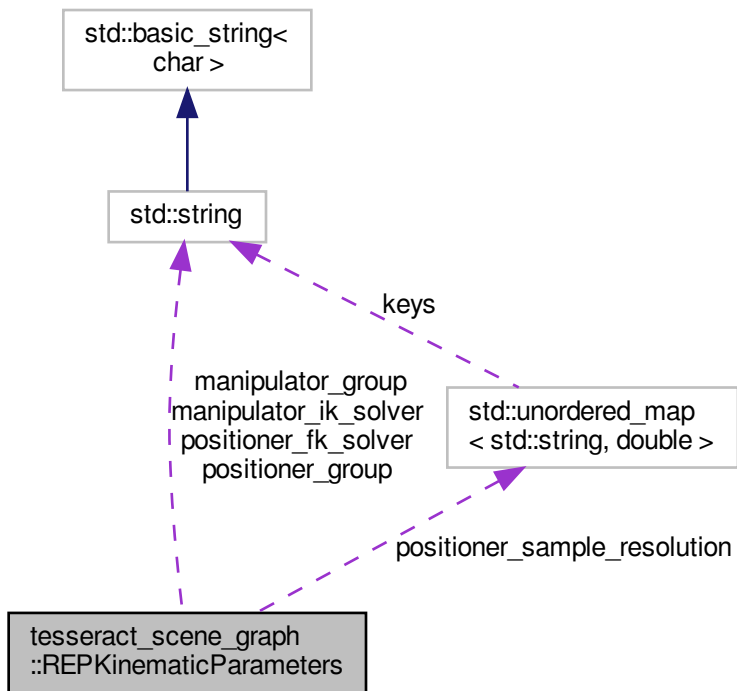 std::basic_string<
char >
std::string
keys
manipulator_group
manipulator_ik_solver
positioner_fk_solver
positioner_group
std::unordered_map
< std::string, double >
positioner_sample_resolution
tesseract_scene_graph
::REPKinematicParameters